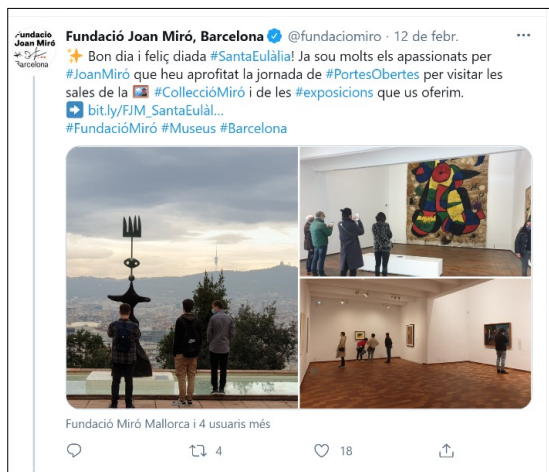 Fundació
Joan Miró
Barcelona
Fundació Joan Miró, Barcelona @fundaciomiro · 12 de febr.
Bon dia i feliç diada #SantaEulàlia! Ja sou molts els apassionats per
#JoanMiró que heu aprofitat la jornada de #PortesObertes per visitar les
sales de la #CollеccióMiró i de les #exposicions que us oferim.
bit.ly/FJM_SantaEulàl...
#FundacióMiró #Museus #Barcelona
Fundació Miró Mallorca i 4 usuaris més
4 18